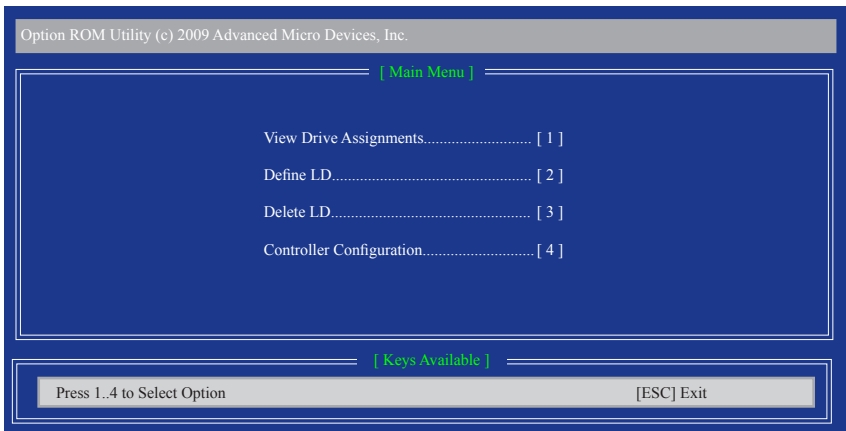 Option ROM Utility (c) 2009 Advanced Micro Devices, Inc.
[ Main Menu ]
View Drive Assignments........................... [ 1 ]
Define LD.................................................. [ 2 ]
Delete LD.................................................. [ 3 ]
Controller Configuration............................[ 4 ]
[ Keys Available ]
Press 1..4 to Select Option [ESC] Exit